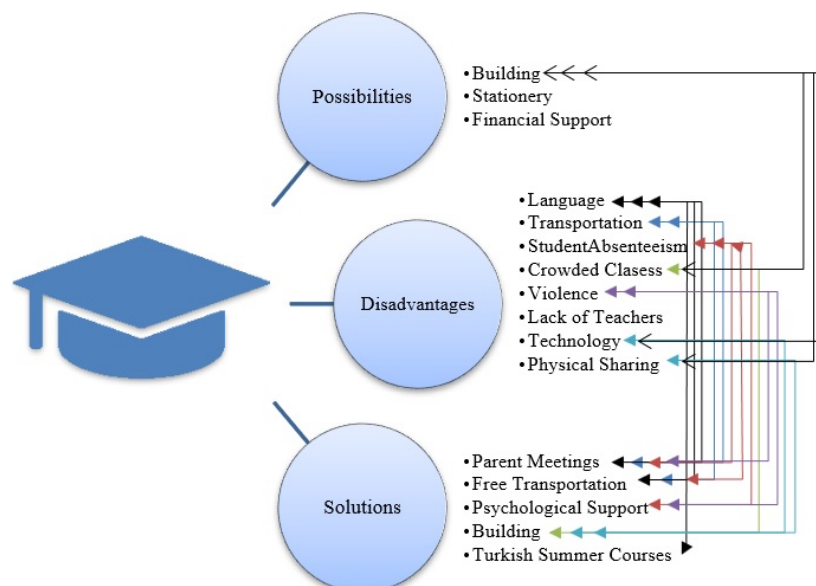 Possibilities
•Building
•Stationery
•Financial Support
Disadvantages
•Language
•Transportation
•StudentAbsenteeism
•Crowded Clasess
•Violence
•Lack of Teachers
•Technology
•Physical Sharing
Solutions
•Parent Meetings
•Free Transportation
•Psychological Support
•Building
•Turkish Summer Courses